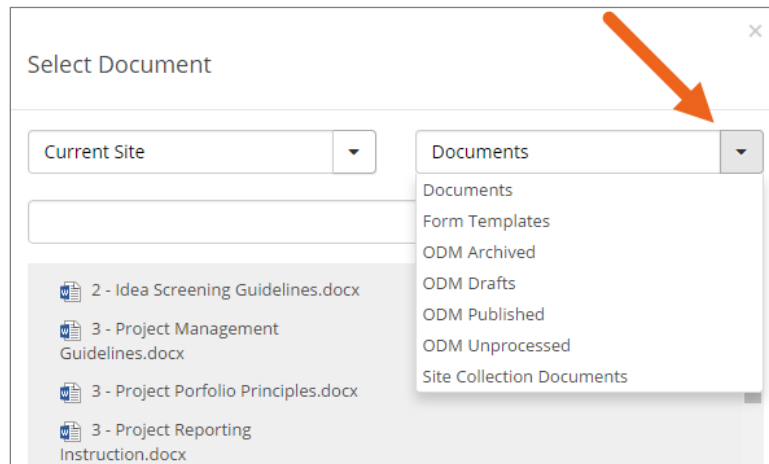 Select Document
Current Site
Documents
Documents
Form Templates
ODM Archived
ODM Drafts
ODM Published
ODM Unprocessed
Site Collection Documents
2 - Idea Screening Guidelines.docx
3 - Project Management
Guidelines.docx
3 - Project Porfolio Principles.docx
3 - Project Reporting
Instruction.docx